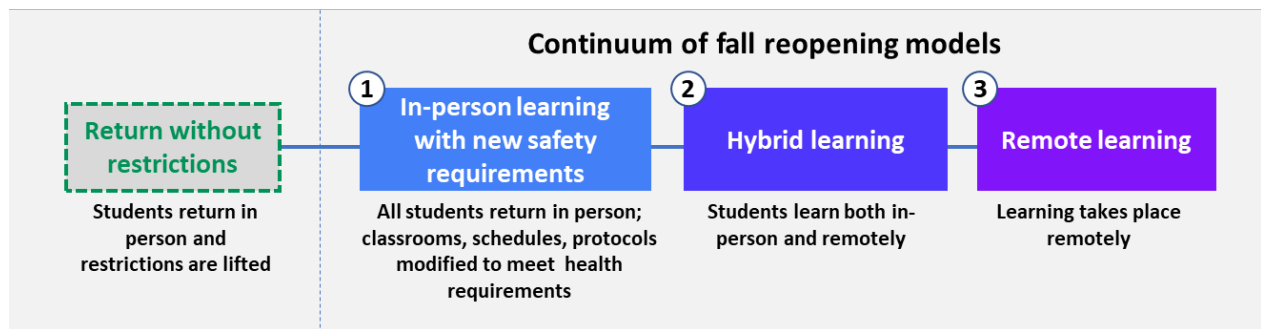 Continuum of fall reopening models
Return without
restrictions
Students return in
person and
restrictions are lifted
1
In-person learning
with new safety
requirements
All students return in person;
classrooms, schedules, protocols
modified to meet health
requirements
2
Hybrid learning
Students learn both in-
person and remotely
3
Remote learning
Learning takes place
remotely